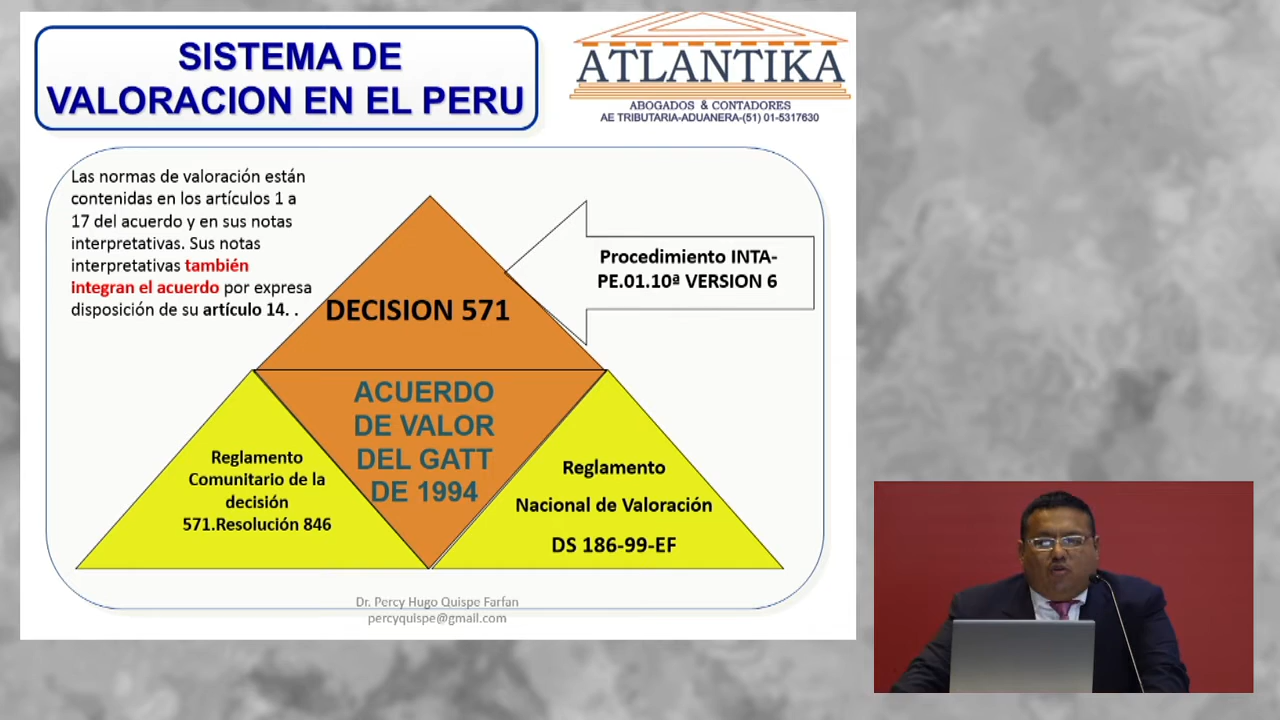 SISTEMA DE
VALORACION EN EL PERU
ATLANTIKA
ABOGADOS & CONTADORES
AE TRIBUTARIA-ADUANERA-(51) 01-5317630
Las normas de valoración están
contenidas en los artículos 1 a
17 del acuerdo y en sus notas
interpretativas. Sus notas
interpretativas también
integran el acuerdo por expresa
disposición de su artículo 14. .
Procedimiento INTA-
PE.01.10ª VERSION 6
DECISION 571
ACUERDO
DE VALOR
DEL GATT
DE 1994
Reglamento
Comunitario de la
decisión
571.Resolución 846
Reglamento
Nacional de Valoración
DS 186-99-EF
Dr. Percy Hugo Quispe Farfan
percyquispe@gmail.com